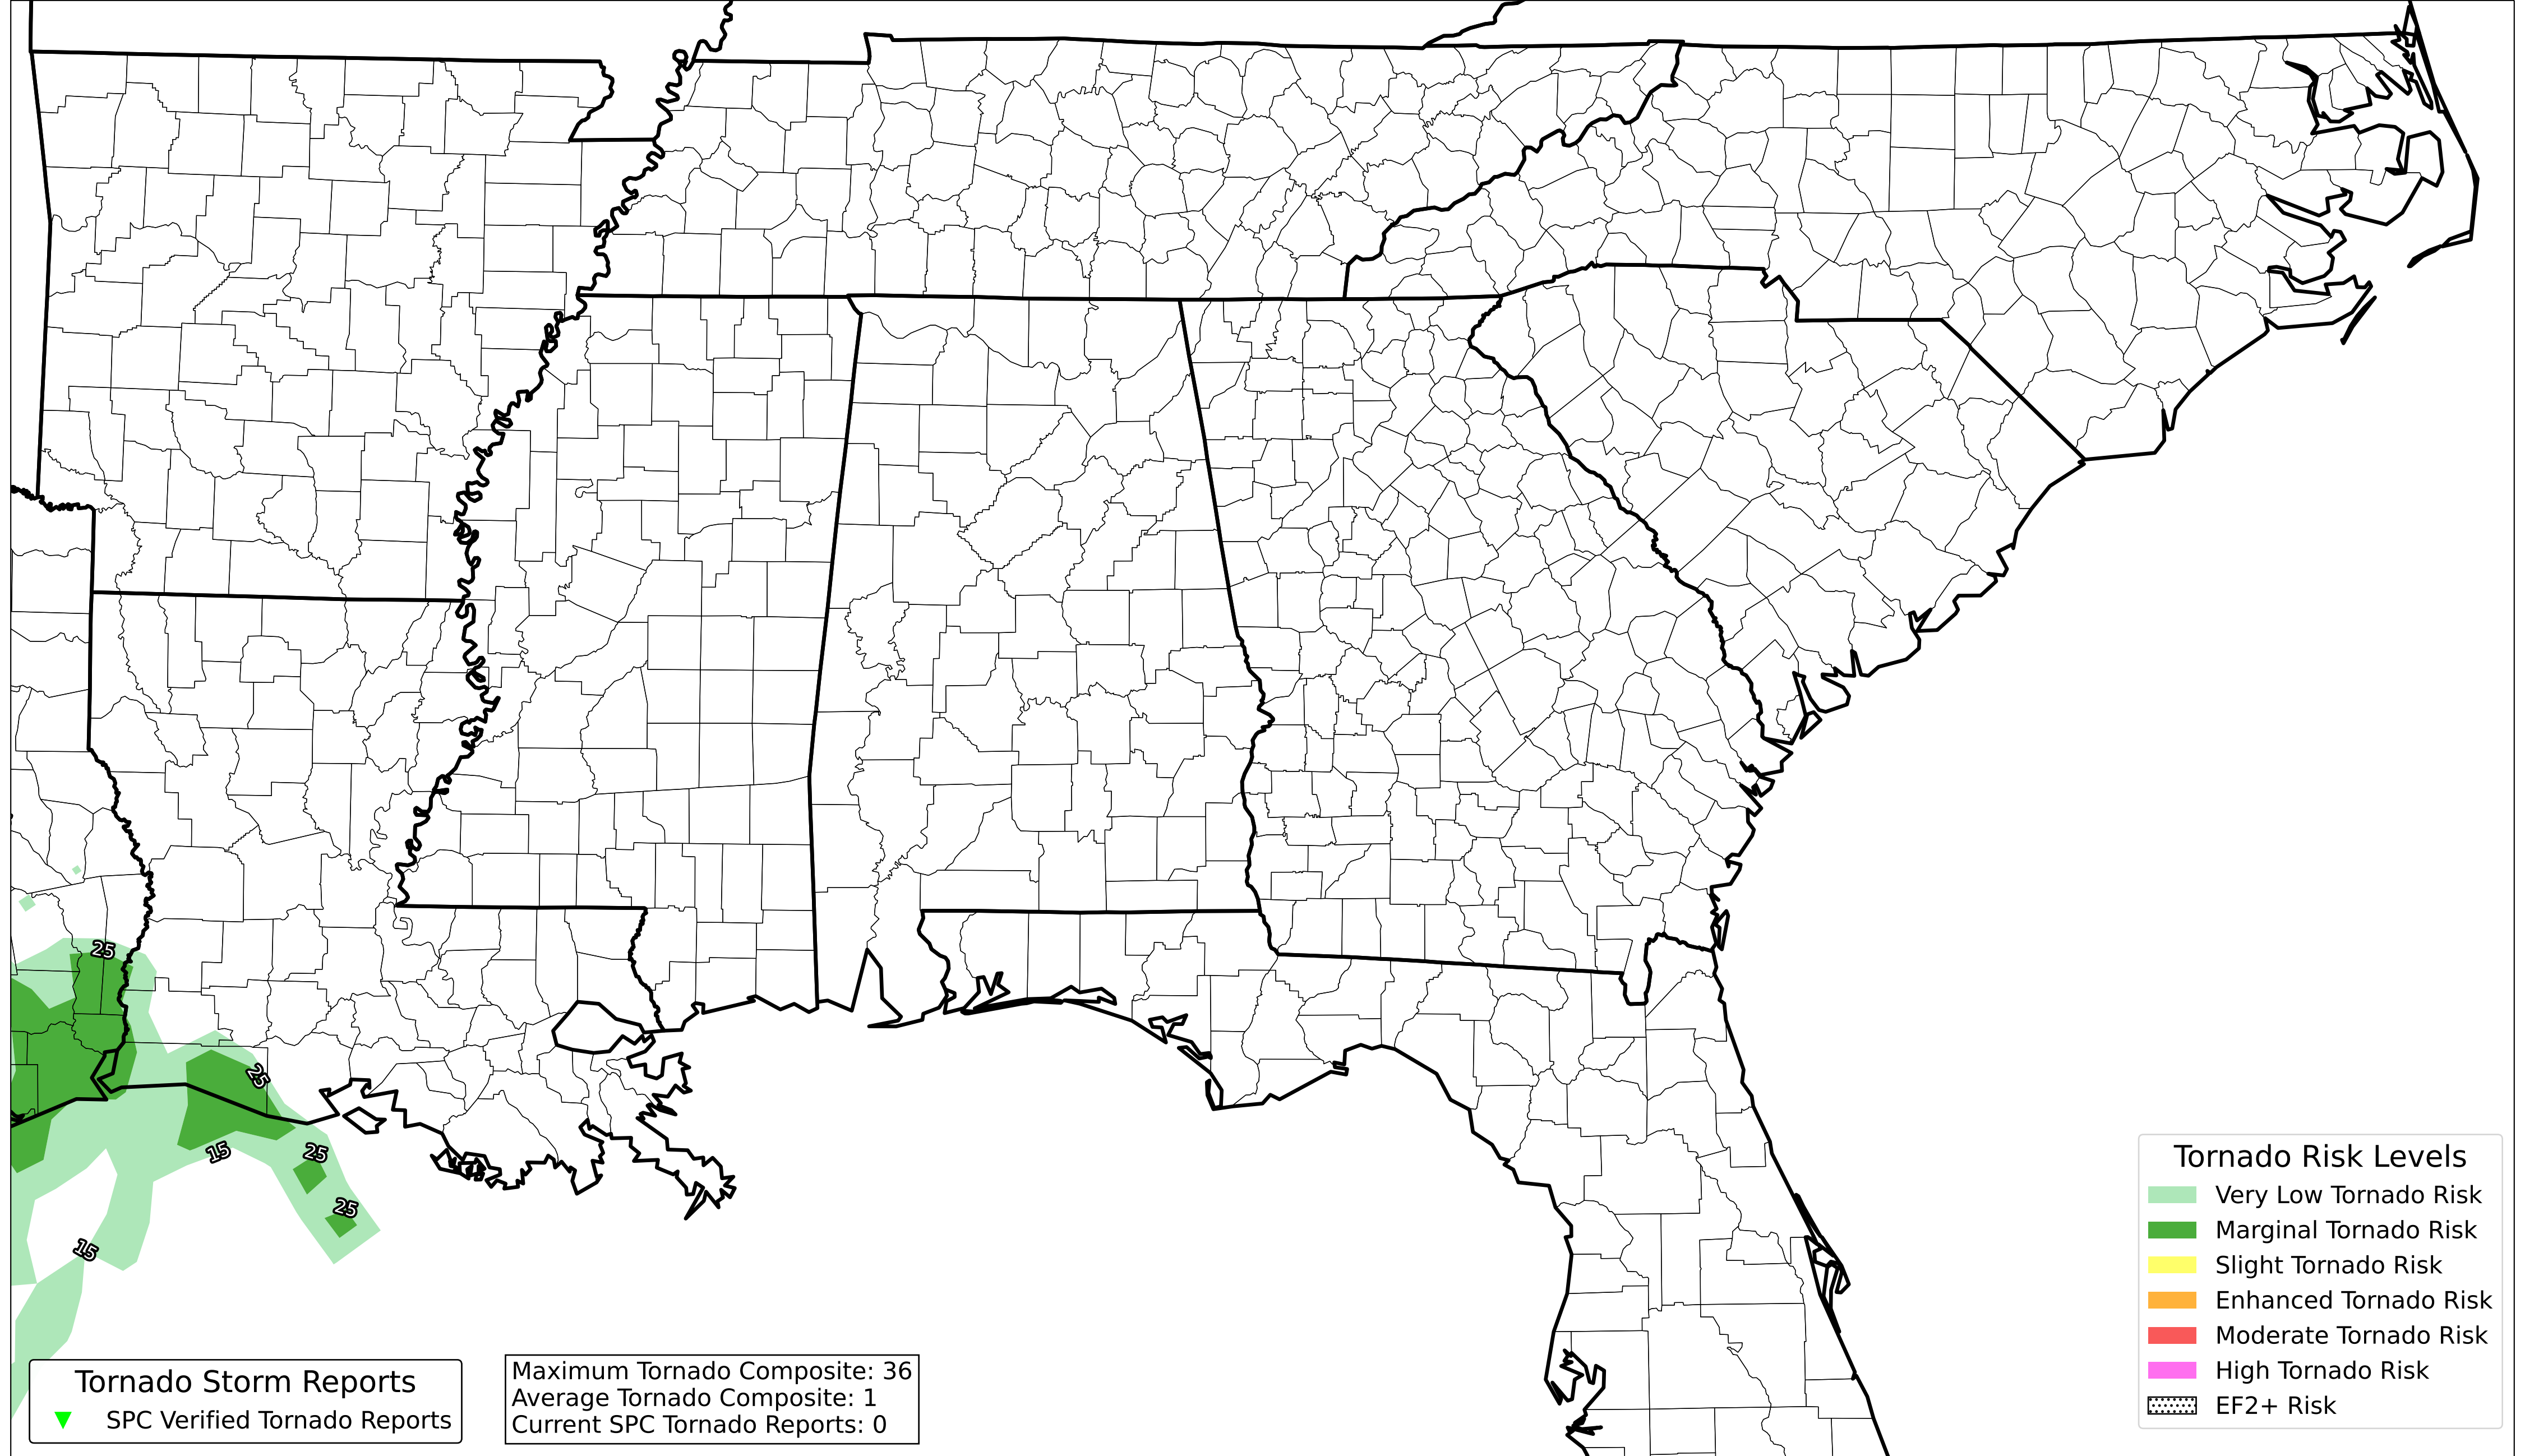 25
25
15
25
25
15
Tornado Storm Reports
SPC Verified Tornado Reports
Maximum Tornado Composite: 36
Average Tornado Composite: 1
Current SPC Tornado Reports: 0
Tornado Risk Levels
Very Low Tornado Risk
Marginal Tornado Risk
Slight Tornado Risk
Enhanced Tornado Risk
Moderate Tornado Risk
High Tornado Risk
EF2+ Risk